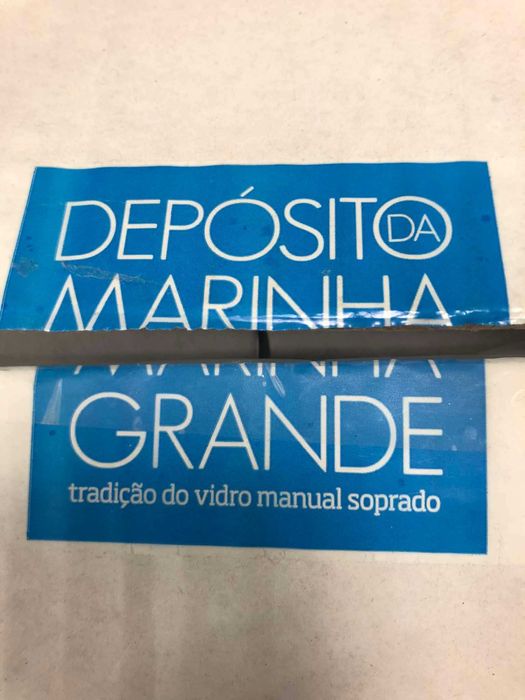 DEPÓSITO DA
MARINHA
GRANDE
tradição do vidro manual soprado